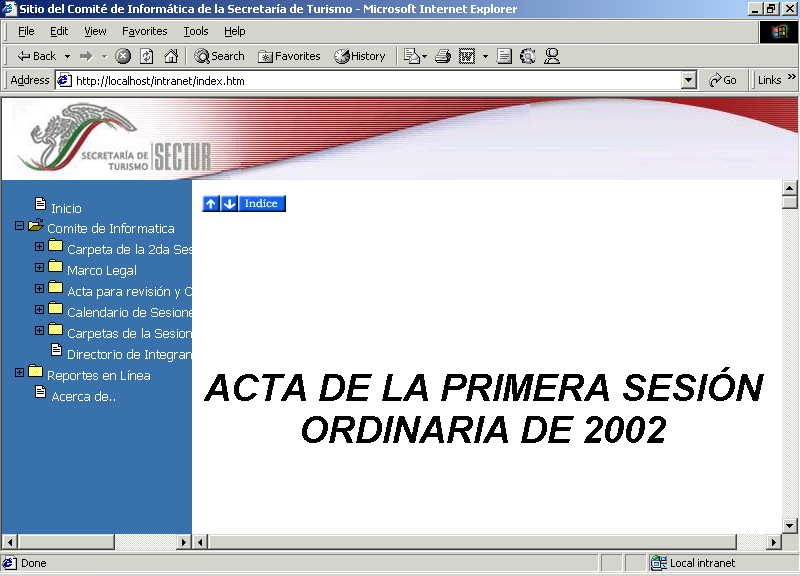 Sitio del Comité de Informática de la Secretaría de Turismo - Microsoft Internet Explorer
File Edit View Favorites Tools Help
Back Search Favorites History
Address http://localhost/intranet/index.htm Go Links »
SECRETARÍA DE
TURISMO SECTUR
Inicio
Comite de Informatica
Carpeta de la 2da Ses
Marco Legal
Acta para revisión y C
Calendario de Sesione
Carpetas de la Sesion
Directorio de Integran
Reportes en Línea
Acerca de..
Indice
ACTA DE LA PRIMERA SESIÓN
ORDINARIA DE 2002
Done Local intranet